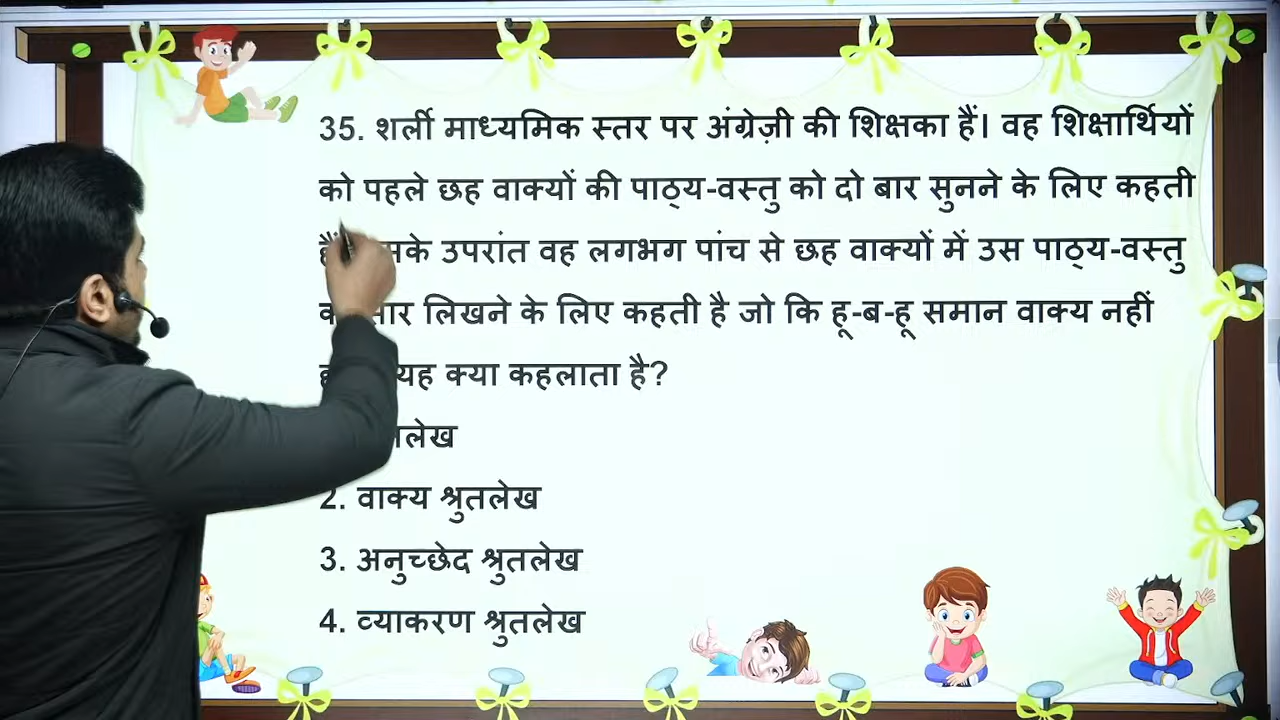 35. शर्ली माध्यमिक स्तर पर अंग्रेज़ी की शिक्षका हैं। वह शिक्षार्थियों
को पहले छह वाक्यों की पाठ्य-वस्तु को दो बार सुनने के लिए कहती
उपरांत वह लगभग पांच से छह वाक्यों में उस पाठ्य-वस्तु
लिखने के लिए कहती है जो कि हू-ब-हू समान वाक्य नहीं
यह क्या कहलाता है?
2. वाक्य श्रुतलेख
3. अनुच्छेद श्रुतलेख
4. व्याकरण श्रुतलेख